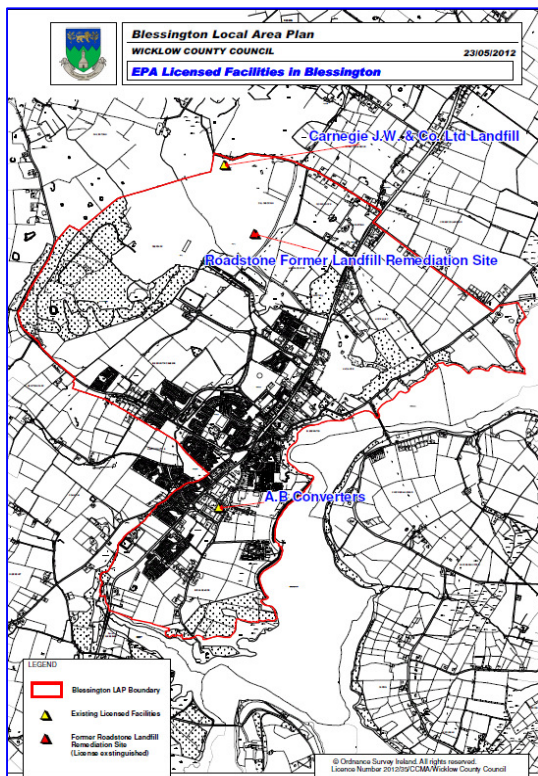 Blessington Local Area Plan
WICKLOW COUNTY COUNCIL 23/05/2012
EPA Licensed Facilities in Blessington
Carnegie J.W. & Co. Ltd Landfill
Roadstone Former Landfill Remediation Site
A.B Converters
LEGEND
Blessington LAP Boundary
Existing Licensed Facilities
Former Roadstone Landfill
Remediation Site
(License extinguished)
© Ordnance Survey Ireland. All rights reserved.
Licence Number 2012/35/CCMA/Wicklow County Council